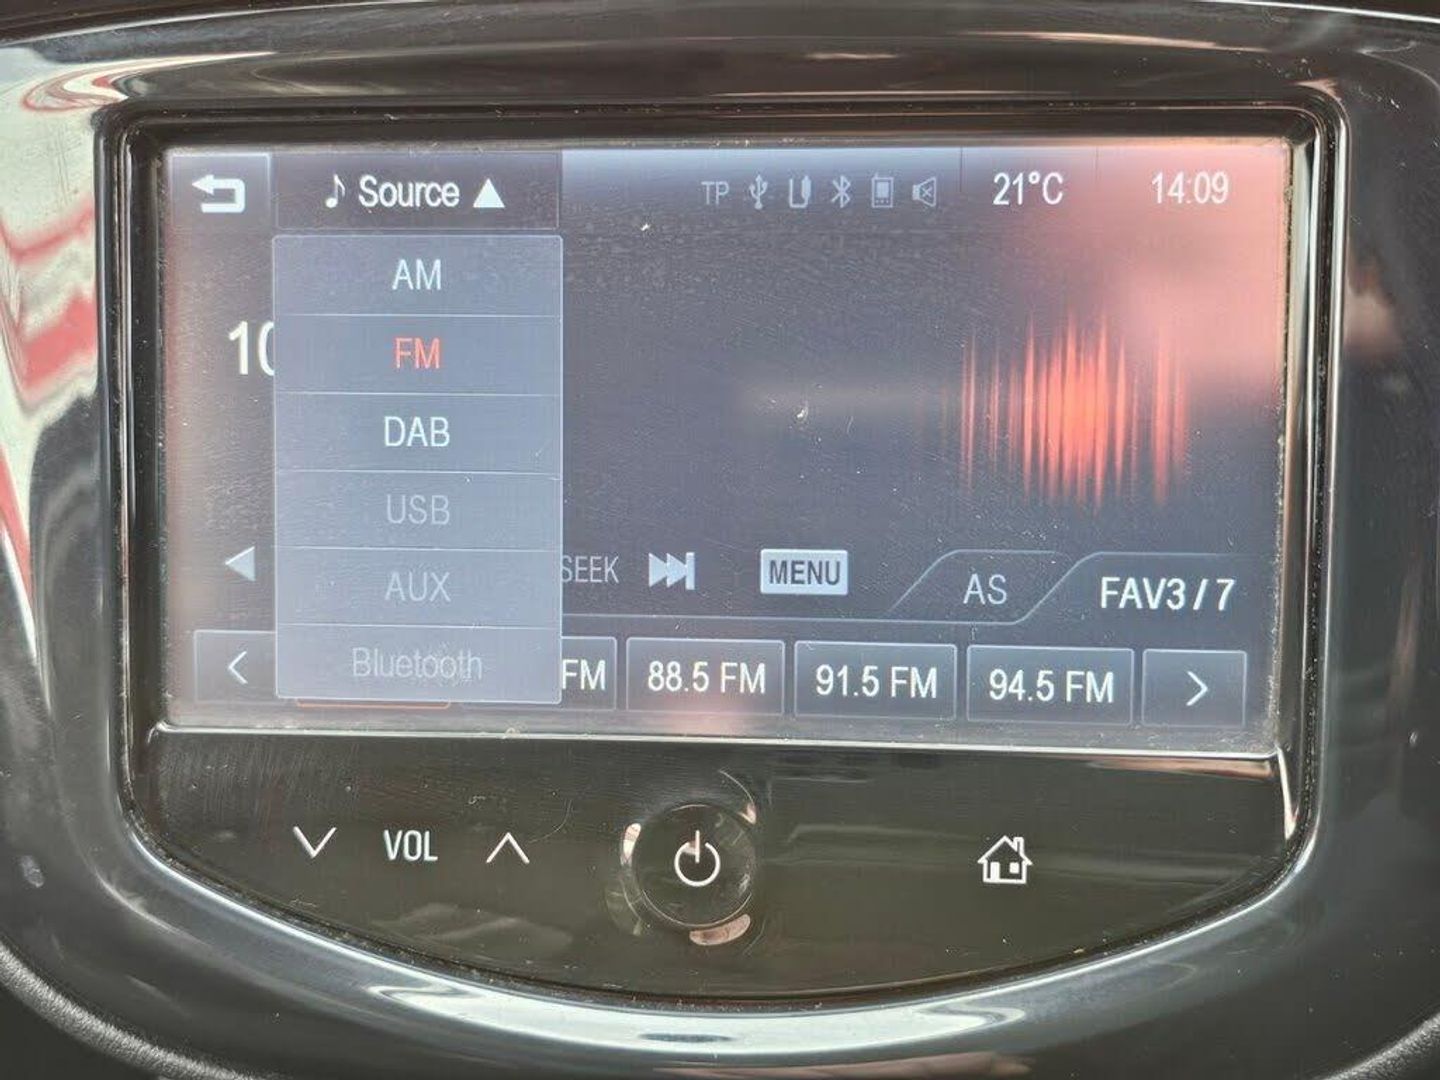 Source TP 21°C 14:09
AM
FM
DAB
USB
AUX
Bluetooth
10
SEEK MENU AS FAV3 / 7
FM 88.5 FM 91.5 FM 94.5 FM
VOL